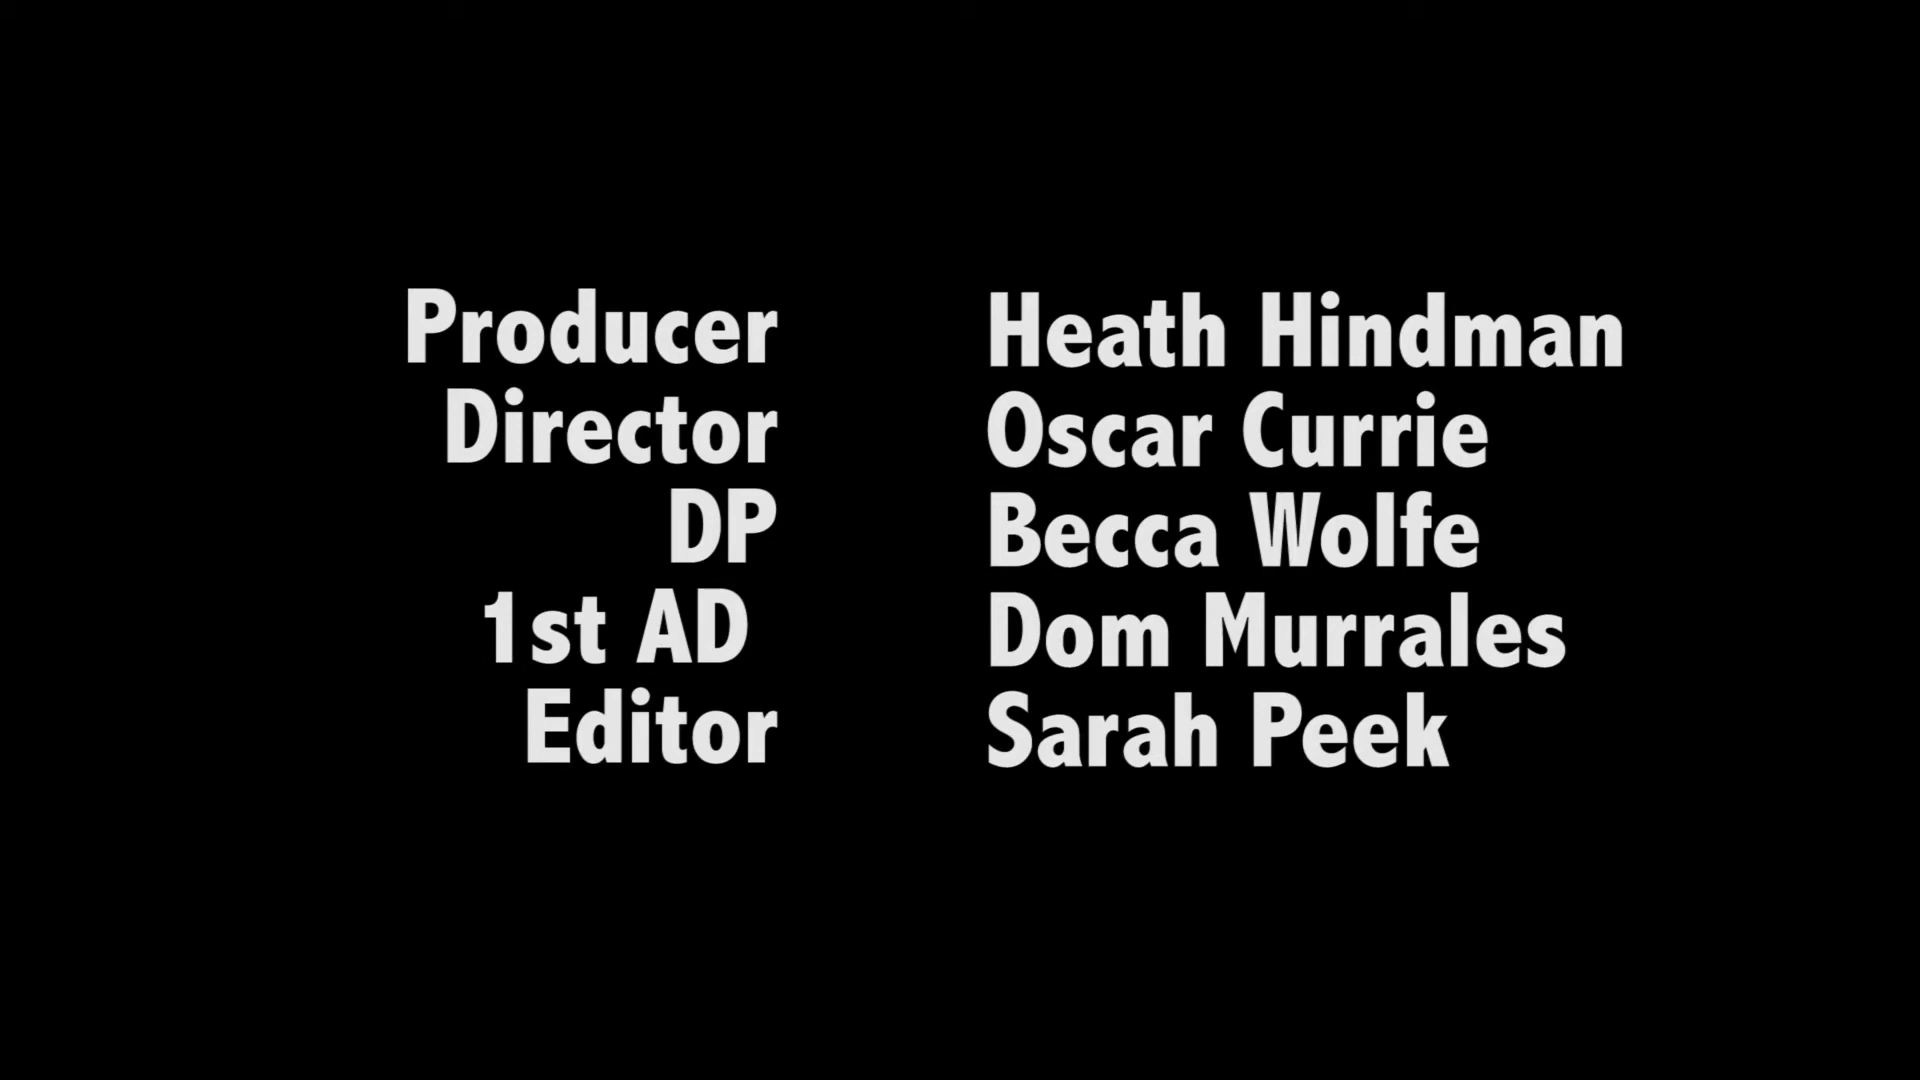 Producer Heath Hindman
Director Oscar Currie
DP Becca Wolfe
1st AD Dom Murrales
Editor Sarah Peek